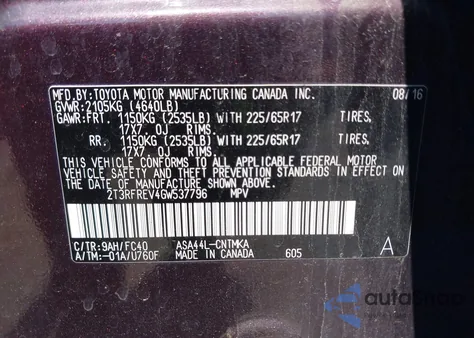 MFD.BY:TOYOTA MOTOR MANUFACTURING CANADA INC. 08/16
GVWR:2105KG (4640LB)
GAWR:FRT. 1150KG (2535LB) WITH 225/65R17 TIRES,
17X7.0J RIMS.
RR. 1150KG (2535LB) WITH 225/65R17 TIRES,
17X7.0J RIMS.
THIS VEHICLE CONFORMS TO ALL APPLICABLE FEDERAL MOTOR
VEHICLE SAFETY AND THEFT PREVENTION STANDARDS IN EFFECT
ON THE DATE OF MANUFACTURE SHOWN ABOVE.
2T3RFREV4GW537796 MPV
C/TR:9AH/FC40 ASA44L-CNTMKA
A/TM:-01A/U760F MADE IN CANADA 605 A